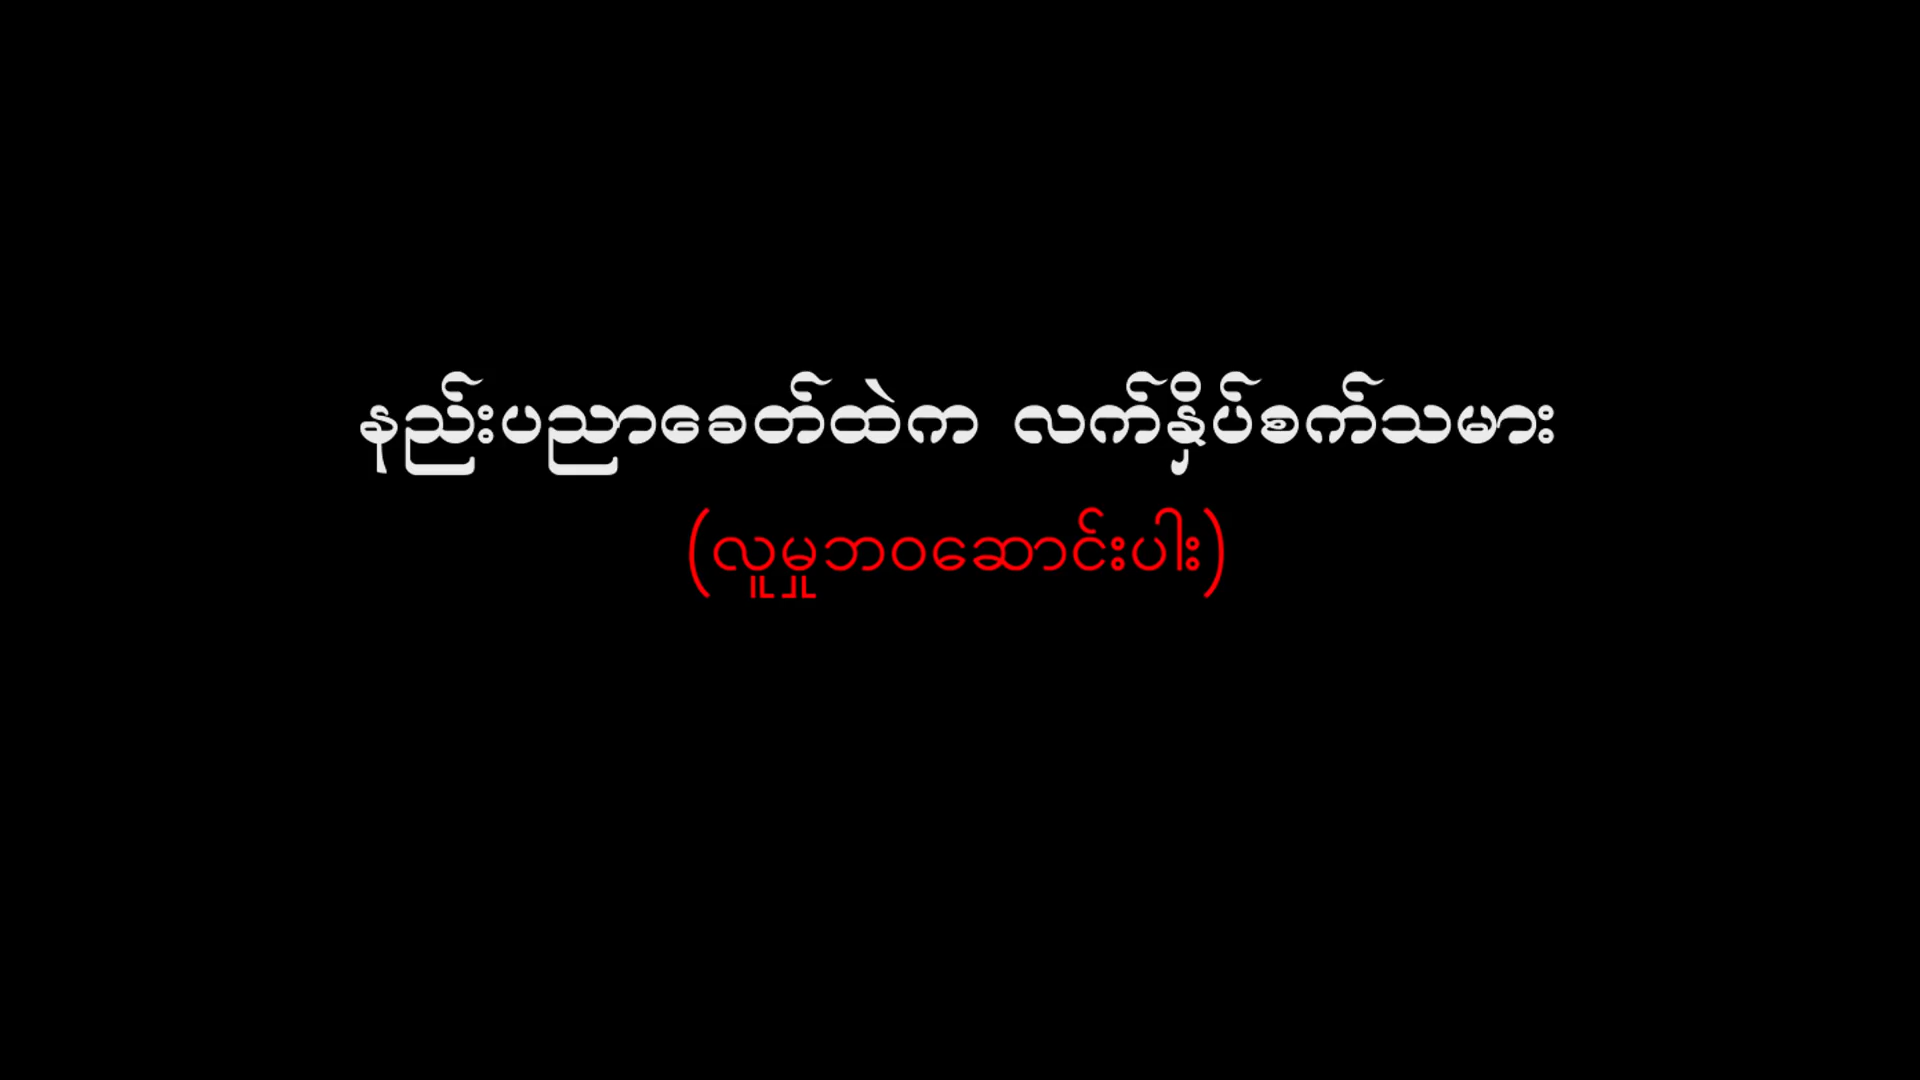 နည်းပညာခေတ်ထဲက လက်နှိပ်စက်သမား
(လူမှုဘဝဆောင်းပါး)